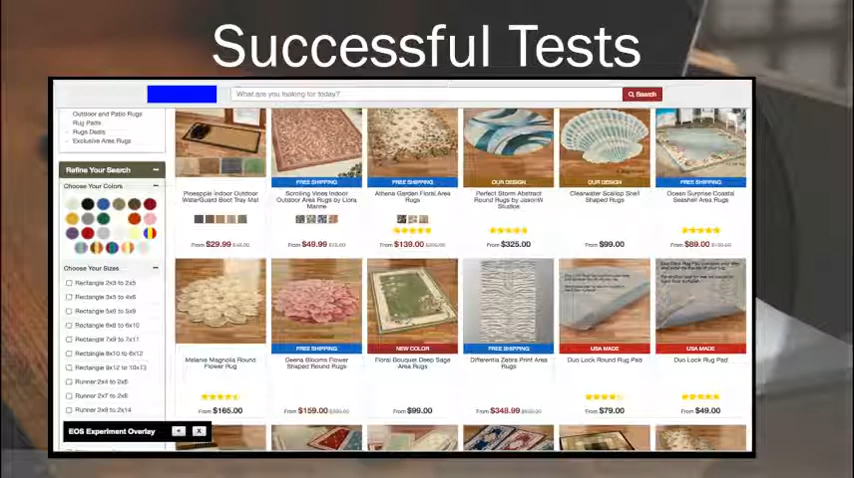 Successful Tests
What are you looking for today?
Search
Outdoor and Patio Rugs
Rug Pads
Rugs Deals
Exclusive Area Rugs
Refine Your Search
Choose Your Colors
Choose Your Sizes
Rectangle 2x3 to 2x5
Rectangle 3x5 to 4x6
Rectangle 5x8 to 5x9
Rectangle 6x8 to 6x10
Rectangle 7x9 to 7x11
Rectangle 8x10 to 8x12
Rectangle 9x12 to 10x13
Runner 2x4 to 2x6
Runner 2x7 to 2x8
Runner 2x9 to 2x14
EOS Experiment Overlay
X
Pineapple Indoor Outdoor
WaterGuard Boot Tray Mat
From $29.99
FREE SHIPPING
Scrolling Vines Indoor
Outdoor Area Rugs by Liora
Manne
From $49.99
FREE SHIPPING
Athena Garden Floral Area
Rugs
From $139.00
OUR DESIGN
Perfect Storm Abstract
Round Rugs by JasonW
Studios
From $325.00
OUR DESIGN
Clearwater Scallop Shell
Shaped Rugs
From $99.00
FREE SHIPPING
Ocean Surprise Coastal
Seashell Area Rugs
From $89.00
Melanie Magnolia Round
Flower Rug
From $165.00
FREE SHIPPING
Geena Blooms Flower
Shaped Round Rugs
From $159.00
NEW COLOR
Floral Bouquet Deep Sage
Area Rugs
From $99.00
FREE SHIPPING
Differentia Zebra Print Area
Rugs
From $348.99
USA MADE
Duo Lock Round Rug Pad
From $79.00
USA MADE
Duo Lock Rug Pad
From $49.00